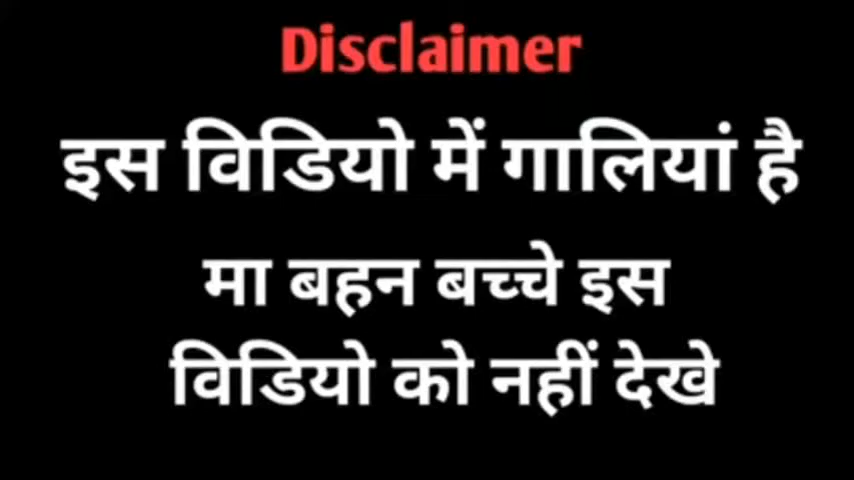 Disclaimer
इस विडियो में गालियां है
मा बहन बच्चे इस
विडियो को नहीं देखे